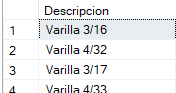 Descripcion
1 Varilla 3/16
2 Varilla 4/32
3 Varilla 3/17
4 Varilla 4/33